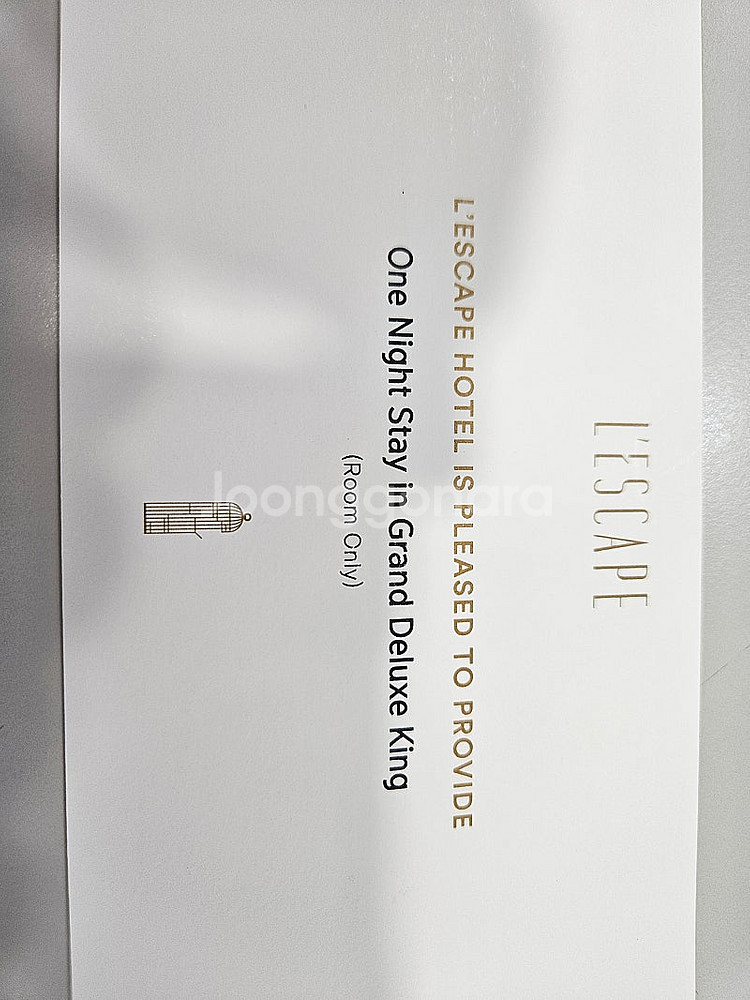 L'ESCAPE
L'ESCAPE HOTEL IS PLEASED TO PROVIDE
One Night Stay in Grand Deluxe King
(Room Only)
Joonggonara